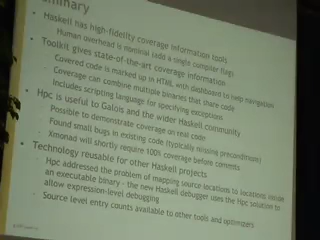 Summary
Haskell has high-fidelity coverage information tools
Human overhead is nominal (add a single compiler flag)
Toolkit gives state-of-the-art coverage information
Covered code is marked up in HTML with dashboard to help navigation
Coverage can combine multiple binaries that share code
Includes scripting language for specifying exceptions
Hpc is useful to Galois and the wider Haskell community
Possible to demonstrate coverage on real code
Found small bugs in existing code (typically missing preconditions)
Xmonad will shortly require 100% coverage before commits
Technology reusable for other Haskell projects
Hpc addressed the problem of mapping source locations to locations inside
an executable binary - the new Haskell debugger uses the Hpc solution to
allow expression-level debugging
Source level entry counts available to other tools and optimizers